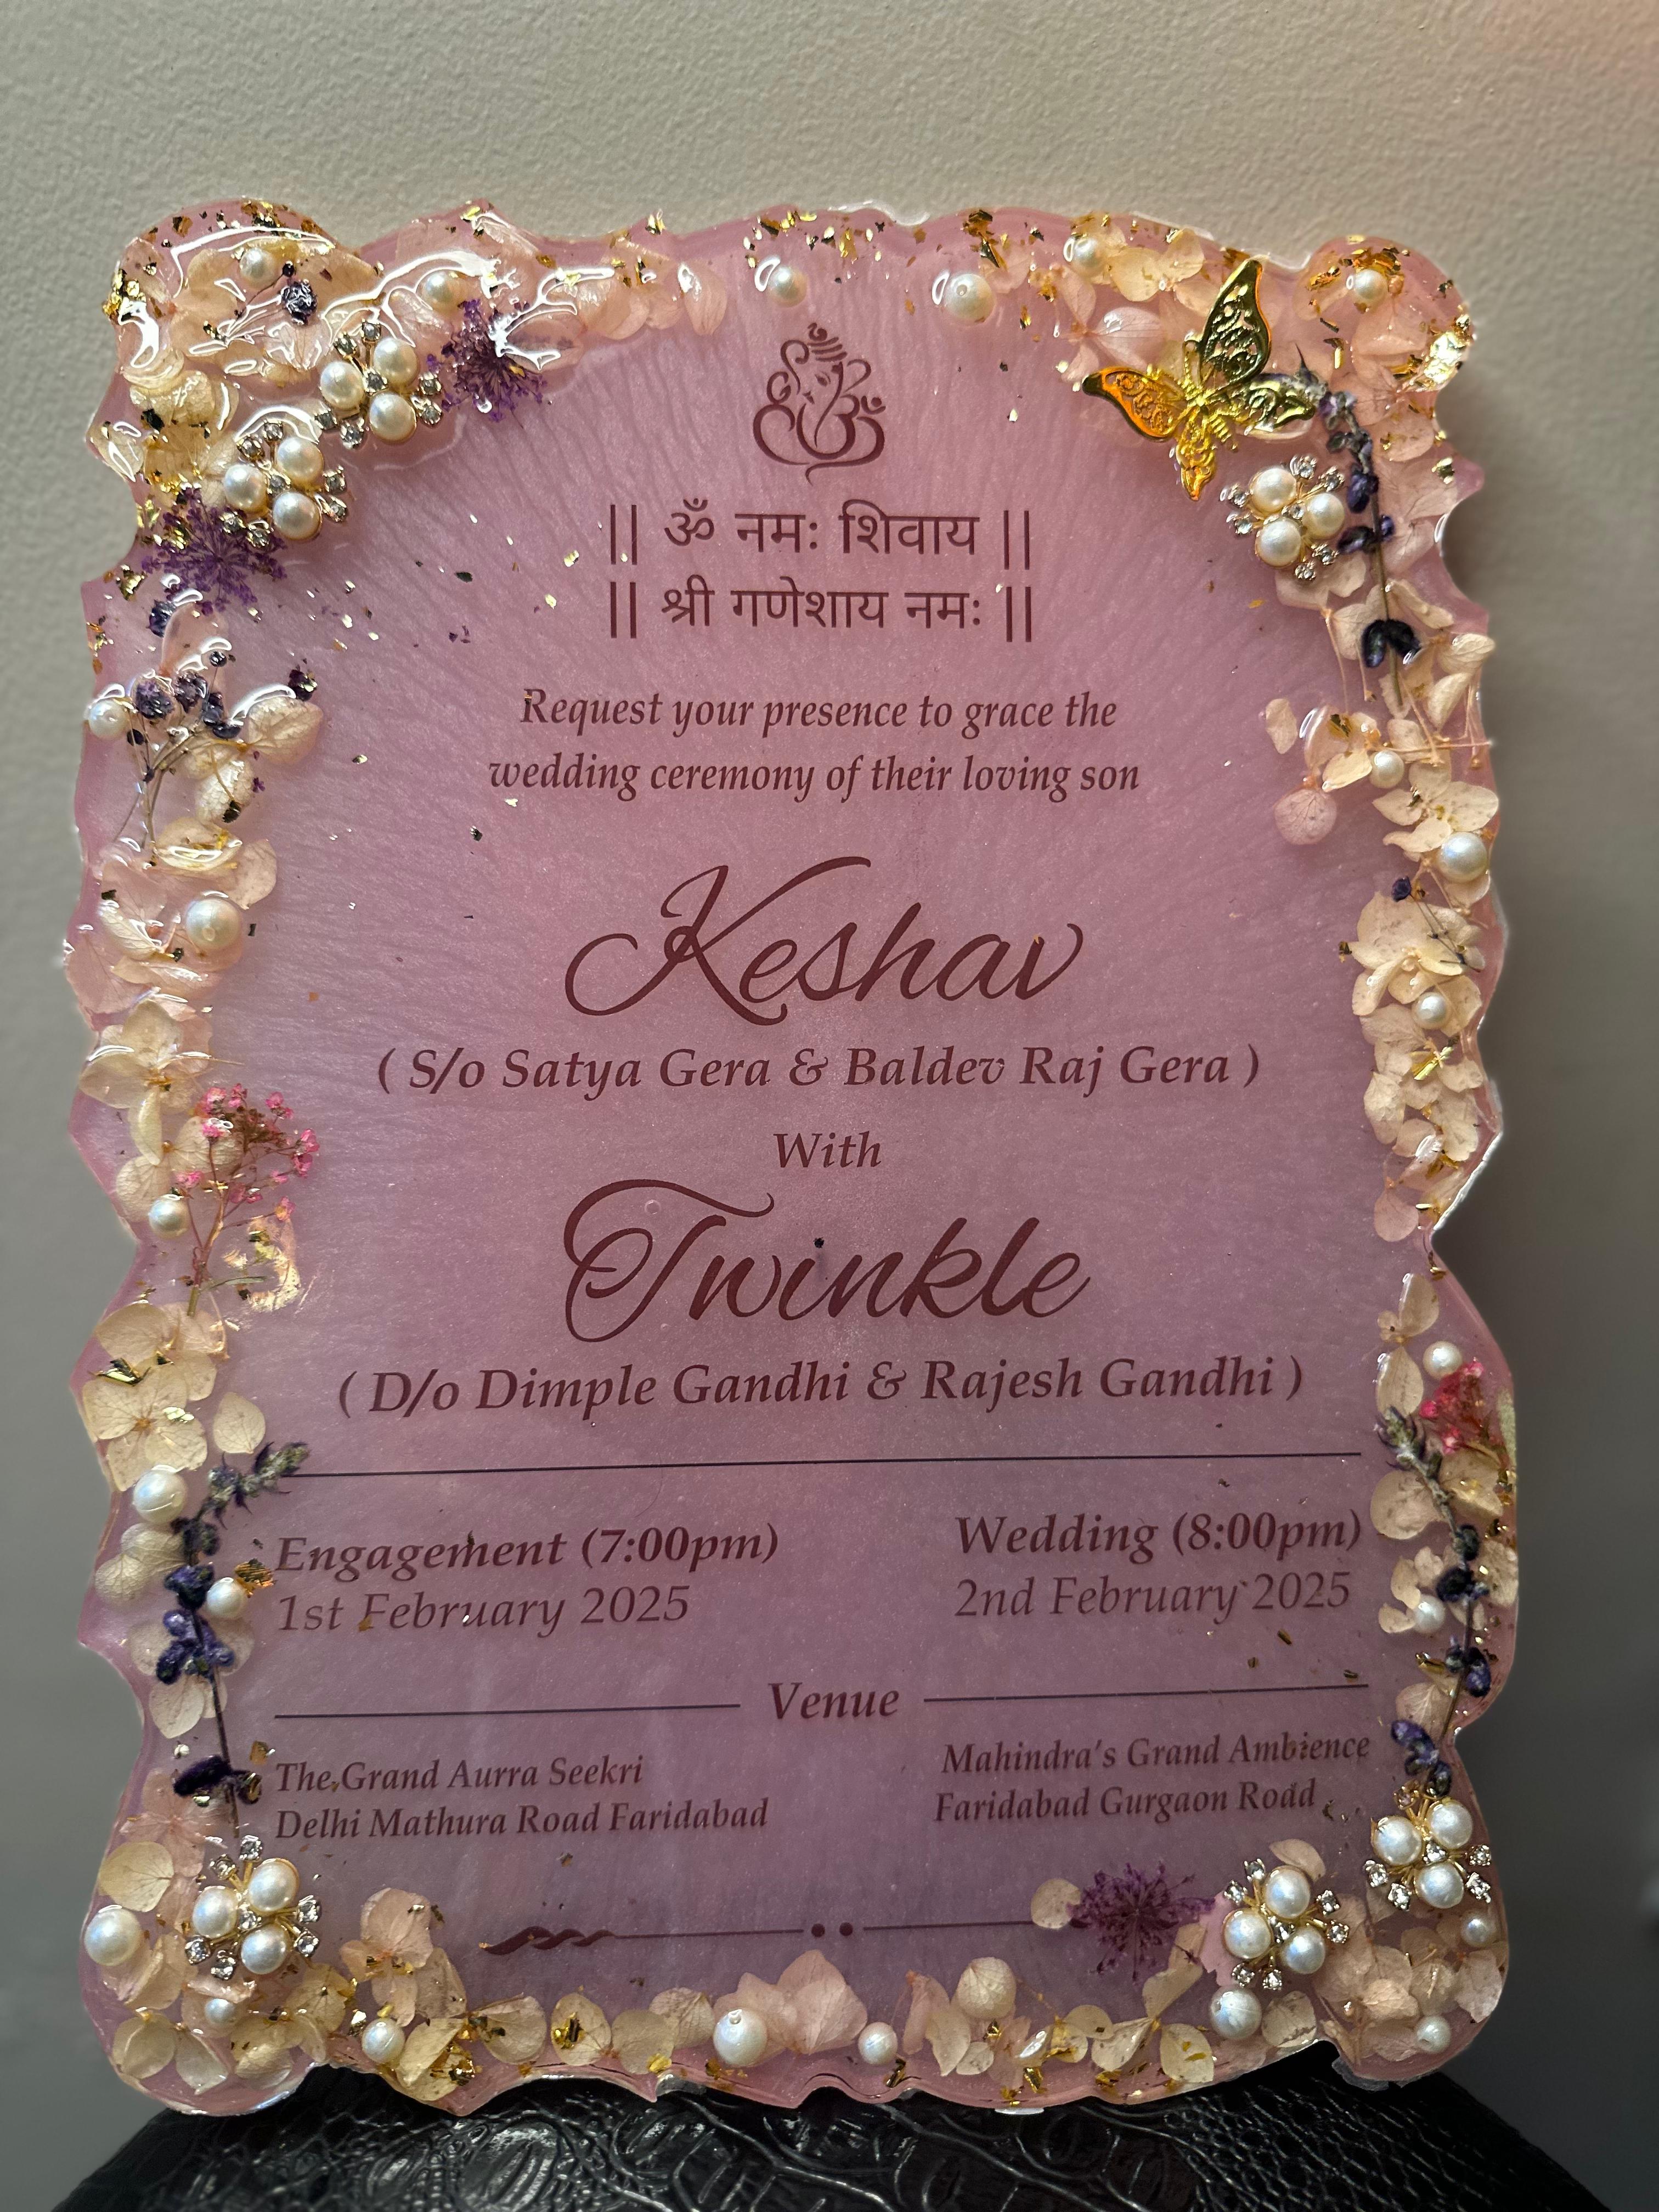 || ॐ नमः शिवाय ||
|| श्री गणेशाय नमः ||
Request your presence to grace the
wedding ceremony of their loving son
Keshav
( S/o Satya Gera & Baldev Raj Gera )
With
Twinkle
( D/o Dimple Gandhi & Rajesh Gandhi )
Engagement (7:00pm)
1st February 2025
Wedding (8:00pm)
2nd February 2025
Venue
The Grand Aurra Seekri
Delhi Mathura Road Faridabad
Mahindra's Grand Ambience
Faridabad Gurgaon Road